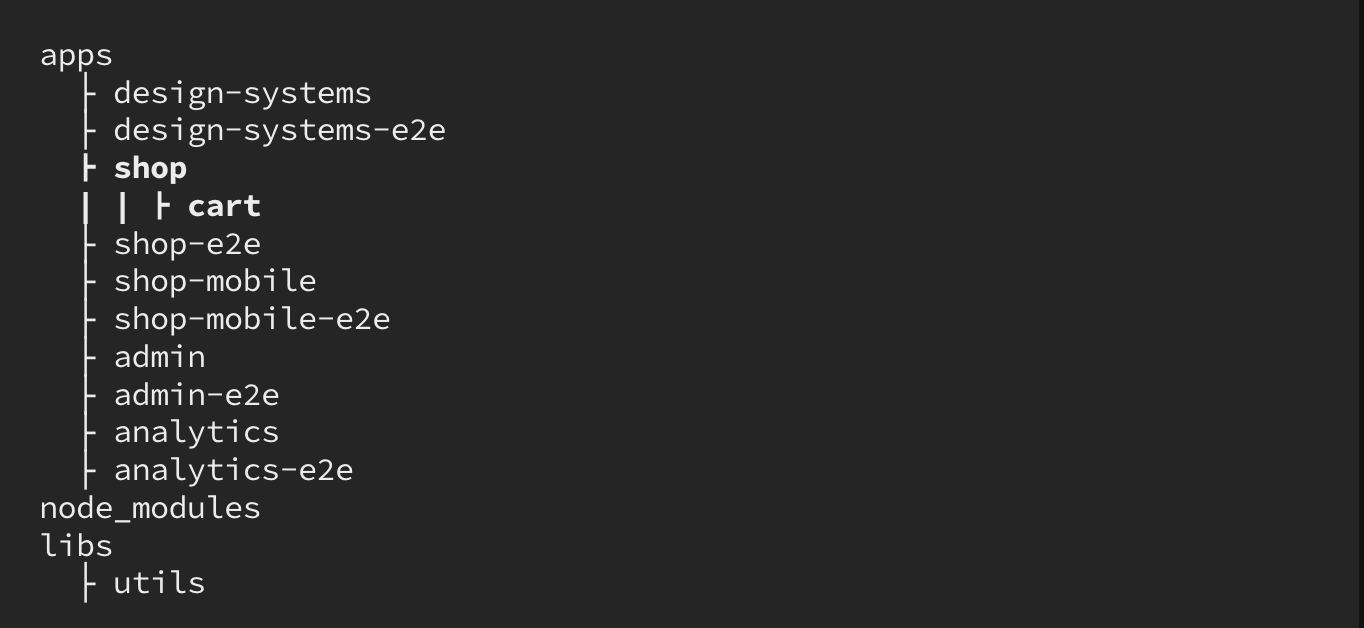 apps
  ├ design-systems
  ├ design-systems-e2e
  ├ shop
  | | ├ cart
  ├ shop-e2e
  ├ shop-mobile
  ├ shop-mobile-e2e
  ├ admin
  ├ admin-e2e
  ├ analytics
  ├ analytics-e2e
node_modules
libs
  ├ utils